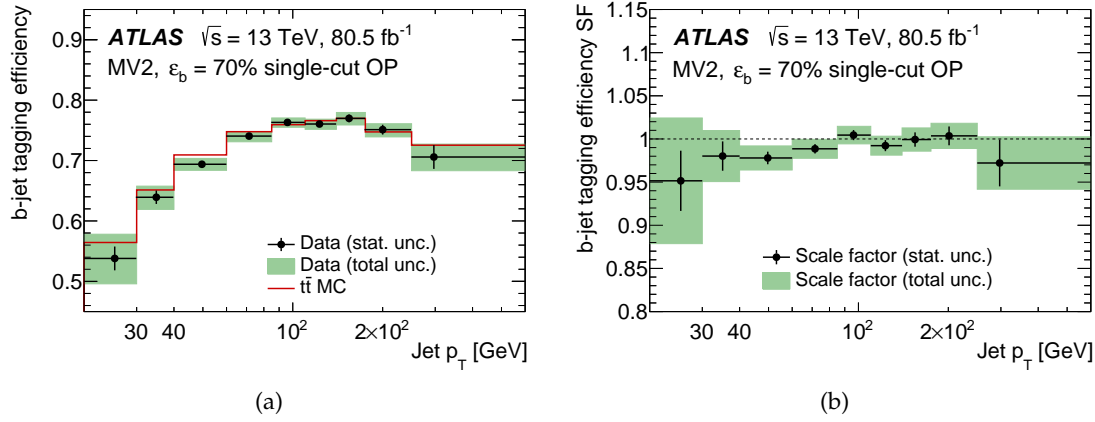 b-jet tagging efficiency
0.9
0.8
0.7
0.6
0.5
ATLAS √s = 13 TeV, 80.5 fb⁻¹
MV2, ε_b = 70% single-cut OP
Data (stat. unc.)
Data (total unc.)
tt̄ MC
30 40 10² 2×10²
Jet p_T [GeV]
(a)
b-jet tagging efficiency SF
1.15
1.1
1.05
1
0.95
0.9
0.85
0.8
ATLAS √s = 13 TeV, 80.5 fb⁻¹
MV2, ε_b = 70% single-cut OP
Scale factor (stat. unc.)
Scale factor (total unc.)
30 40 10² 2×10²
Jet p_T [GeV]
(b)